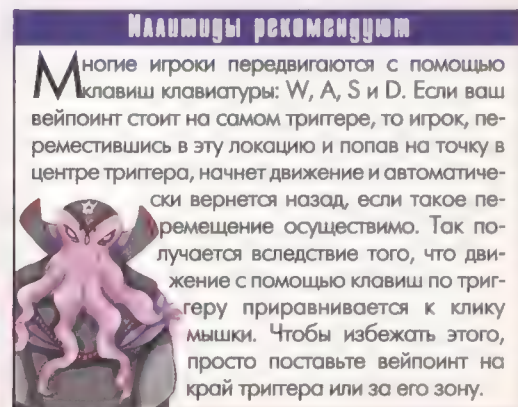 Иллитиды рекомендуют
Многие игроки передвигаются с помощью
клавиш клавиатуры: W, A, S и D. Если ваш
вейпоинт стоит на самом триггере, то игрок, пе-
реместившись в эту локацию и попав на точку в
центре триггера, начнет движение и автоматиче-
ски вернется назад, если такое пе-
ремещение осуществимо. Так по-
лучается вследствие того, что дви-
жение с помощью клавиш по триг-
геру приравнивается к клику
мышки. Чтобы избежать этого,
просто поставьте вейпоинт на
край триггера или за его зону.